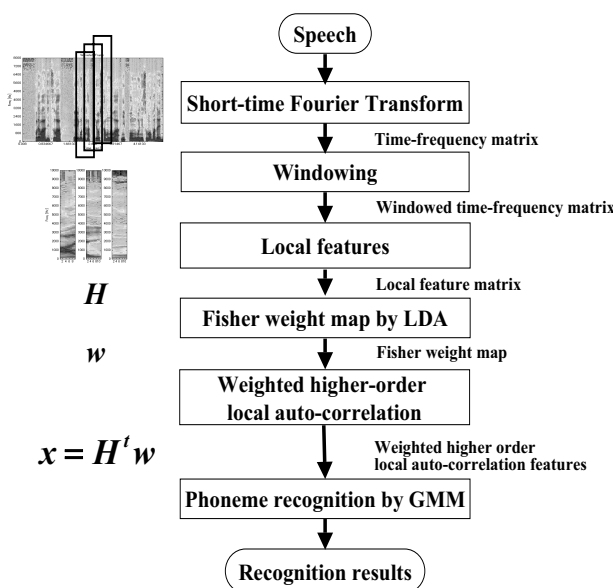 Speech
Short-time Fourier Transform
Time-frequency matrix
Windowing
Windowed time-frequency matrix
Local features
Local feature matrix
H
Fisher weight map by LDA
w
Fisher weight map
Weighted higher-order
local auto-correlation
x = H^t w
Weighted higher order
local auto-correlation features
Phoneme recognition by GMM
Recognition results